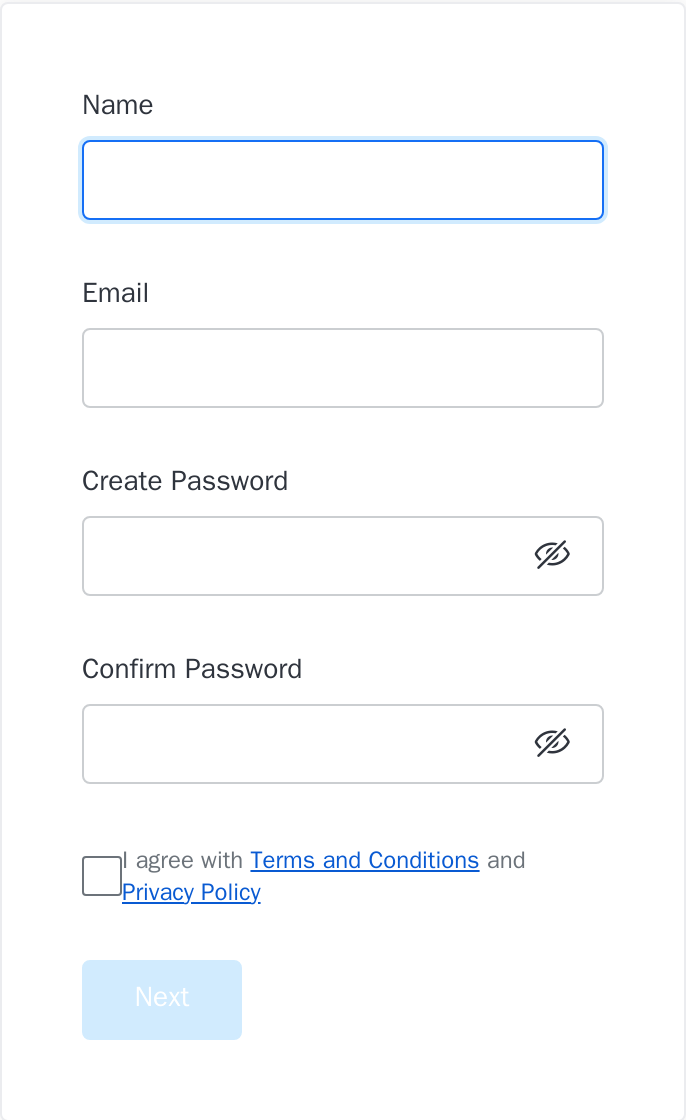 Name
Email
Create Password
Confirm Password
I agree with Terms and Conditions and
Privacy Policy
Next